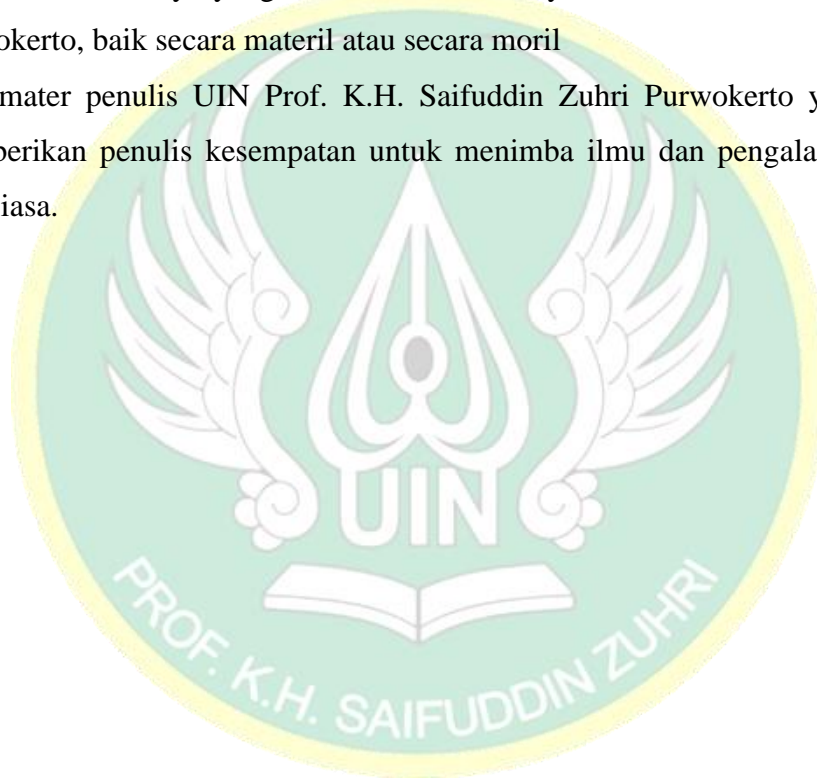 okerto, baik secara materil atau secara moril
mater penulis UIN Prof. K.H. Saifuddin Zuhri Purwokerto y
berikan penulis kesempatan untuk menimba ilmu dan pengala
iasa.
UIN
PROF. K.H. SAIFUDDIN ZUHRI